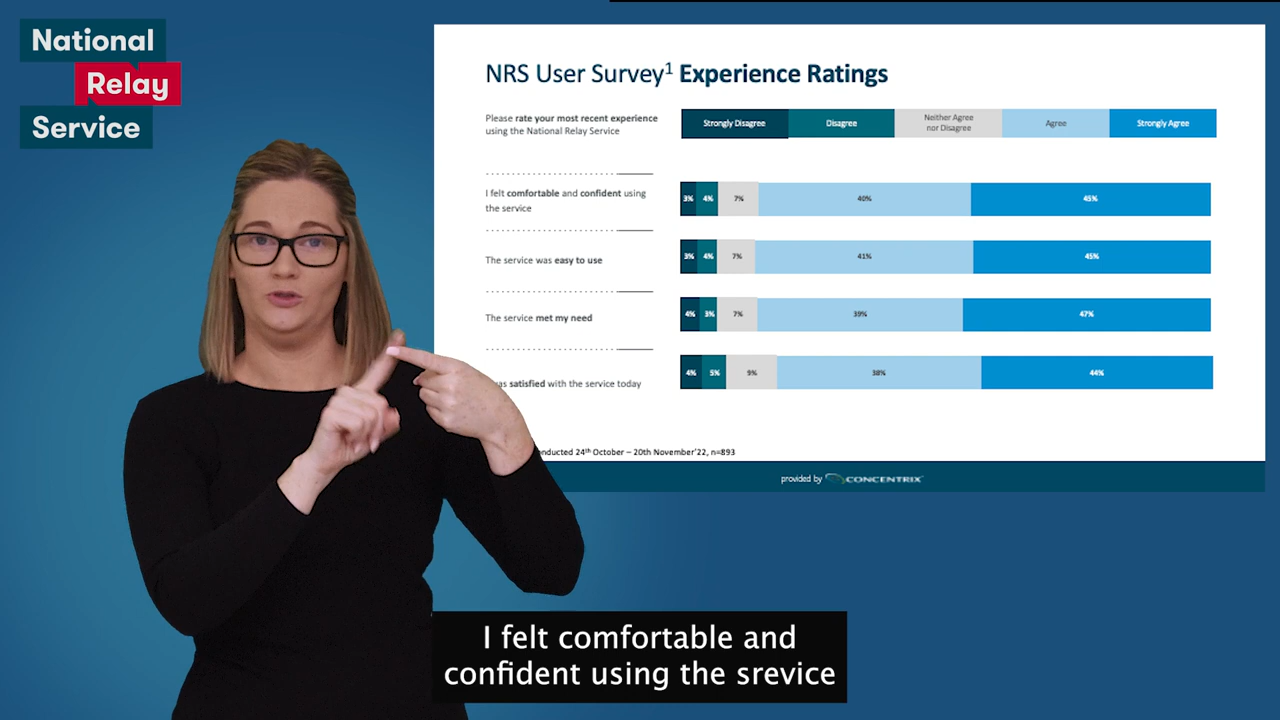 National
Relay
Service
NRS User Survey¹ Experience Ratings
Please rate your most recent experience
using the National Relay Service
Strongly Disagree
Disagree
Neither Agree
nor Disagree
Agree
Strongly Agree
I felt comfortable and confident using
the service
3% 4% 7% 40% 45%
The service was easy to use
3% 4% 7% 41% 45%
The service met my need
4% 3% 7% 39% 47%
was satisfied with the service today
4% 5% 9% 38% 44%
onducted 24th October – 20th November'22, n=893
provided by CONCENTRIX
I felt comfortable and
confident using the srevice